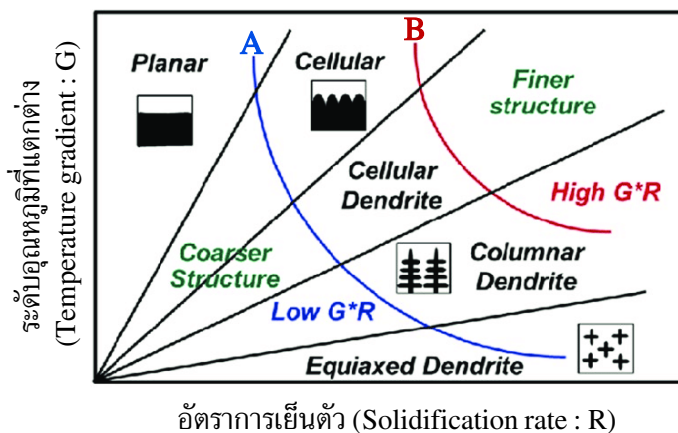 A
B
Planar
Cellular
Finer
structure
Cellular
Dendrite
High G*R
Coarser
Structure
Columnar
Dendrite
Low G*R
Equiaxed Dendrite
ระดับอุณหภูมิที่แตกต่าง
(Temperature gradient : G)
อัตราการเย็นตัว (Solidification rate : R)